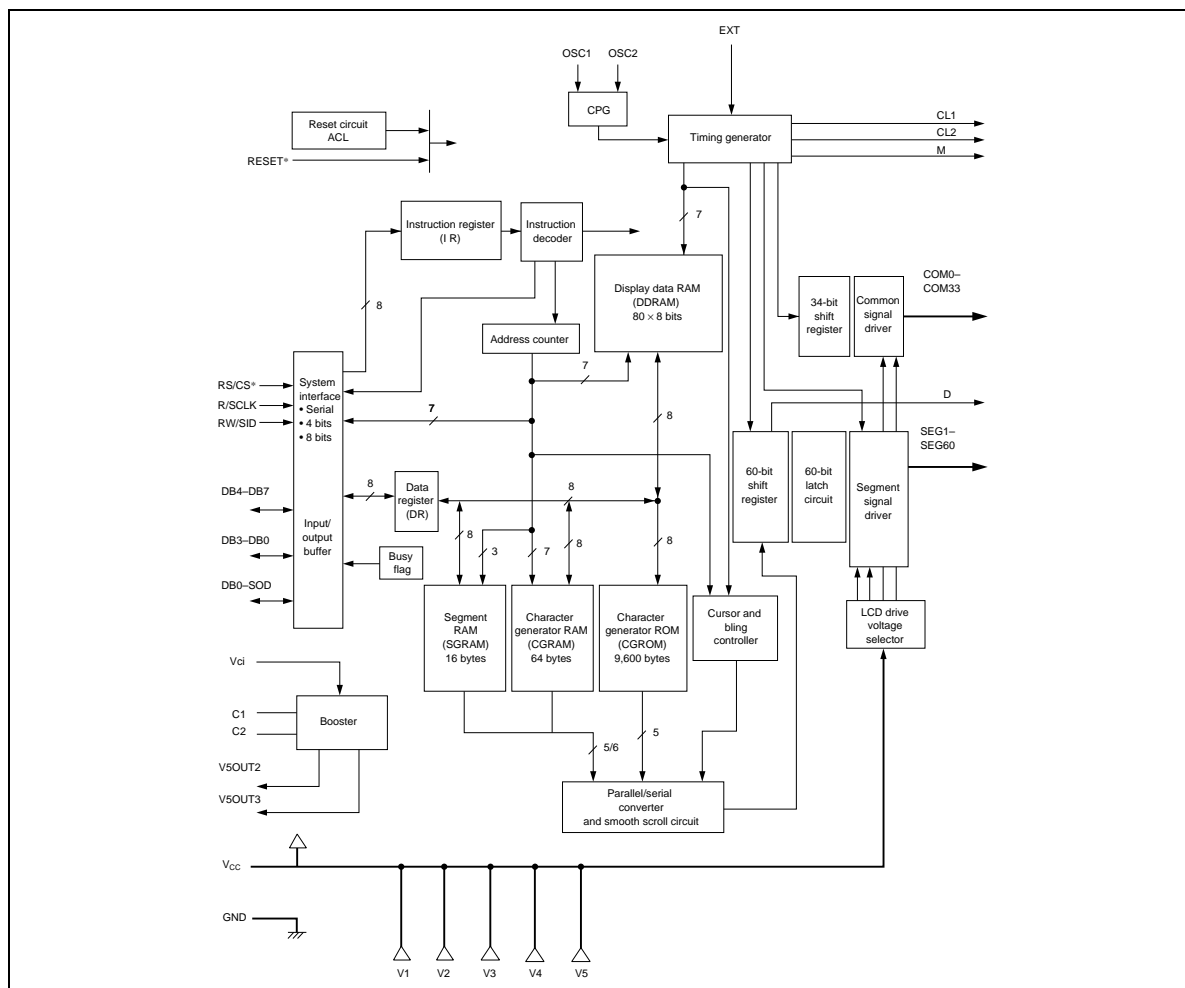 EXT
OSC1 OSC2
CPG
Timing generator
CL1
CL2
M
Reset circuit
ACL
RESET*
Instruction register
(I R)
Instruction
decoder
7
8
Display data RAM
(DDRAM)
80 × 8 bits
34-bit
shift
register
Common
signal
driver
COM0–
COM33
Address counter
7
RS/CS*
R/SCLK
RW/SID
System
interface
• Serial
• 4 bits
• 8 bits
7
8
D
SEG1–
SEG60
60-bit
shift
register
60-bit
latch
circuit
Segment
signal
driver
DB4–DB7
DB3–DB0
DB0–SOD
Input/
output
buffer
8
Data
register
(DR)
8
8
3
7
8
8
Busy
flag
Segment
RAM
(SGRAM)
16 bytes
Character
generator RAM
(CGRAM)
64 bytes
Character
generator ROM
(CGROM)
9,600 bytes
Cursor and
bling
controller
LCD drive
voltage
selector
Vci
C1
C2
Booster
V5OUT2
V5OUT3
5/6
5
Parallel/serial
converter
and smooth scroll circuit
VCC
GND
V1 V2 V3 V4 V5